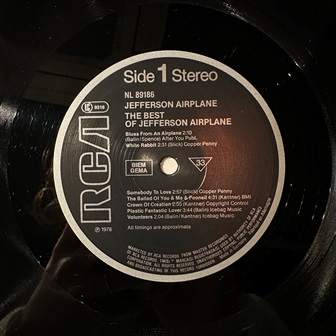 Side 1 Stereo
NL 89186
0316
JEFFERSON AIRPLANE
THE BEST
OF JEFFERSON AIRPLANE
Blues From An Airplane 2:10
(Balin/Spence) After You Publ.
White Rabbit 2:31 (Slick) Copper Penny
RCA
BIEM
GEMA
33
Somebody To Love 2:57 (Slick) Copper Penny
The Ballad Of You & Me & Pooneil 4:31 (Kantner) BMI
Crown Of Creation 2:55 (Kantner) Copyright Control
Plastic Fantastic Lover 3:44 (Balin) Icebag Music
Volunteers 2:04 (Balin/Kantner) Icebag Music
All timings are approximate
Ⓟ 1976